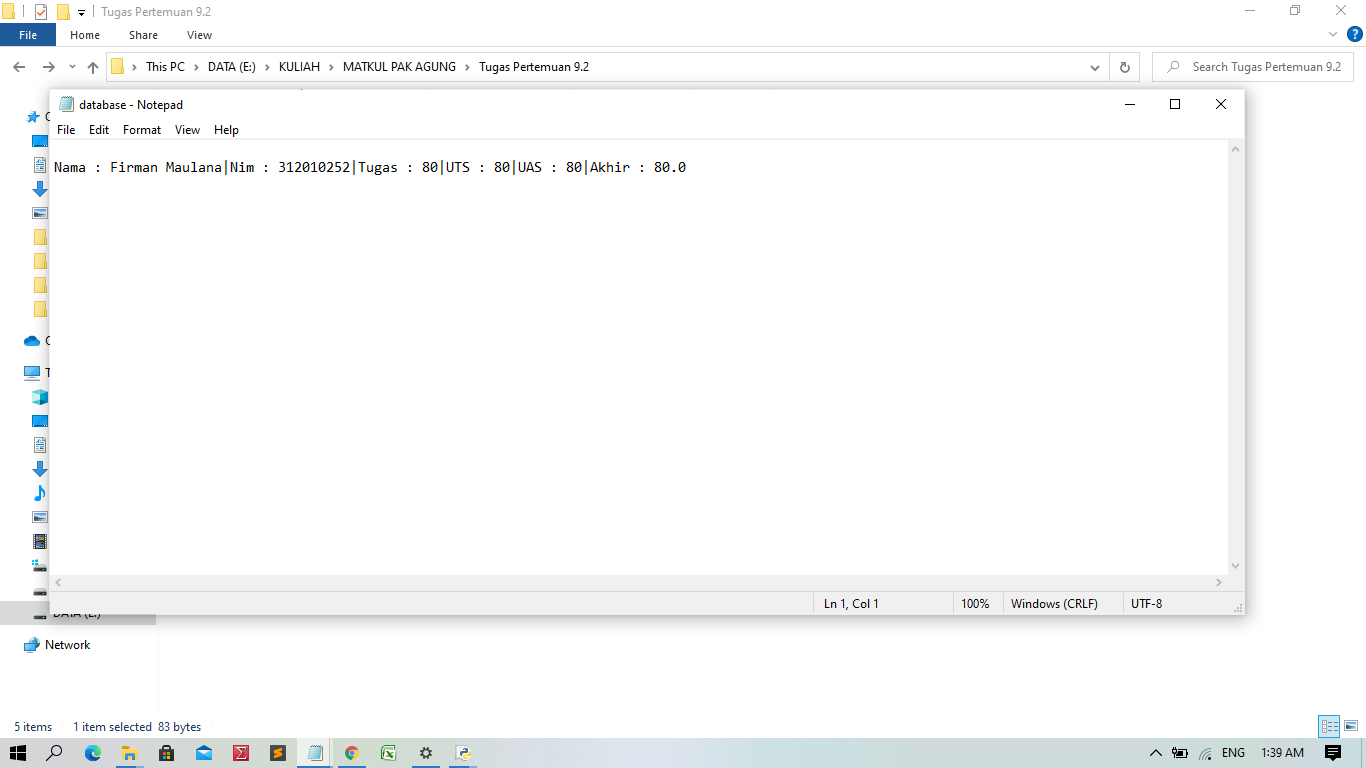 Tugas Pertemuan 9.2
File Home Share View
This PC > DATA (E:) > KULIAH > MATKUL PAK AGUNG > Tugas Pertemuan 9.2
Search Tugas Pertemuan 9.2
database - Notepad
File Edit Format View Help
Nama : Firman Maulana|Nim : 312010252|Tugas : 80|UTS : 80|UAS : 80|Akhir : 80.0
Ln 1, Col 1
100%
Windows (CRLF)
UTF-8
DATA (E:)
Network
5 items
1 item selected 83 bytes
ENG
1:39 AM